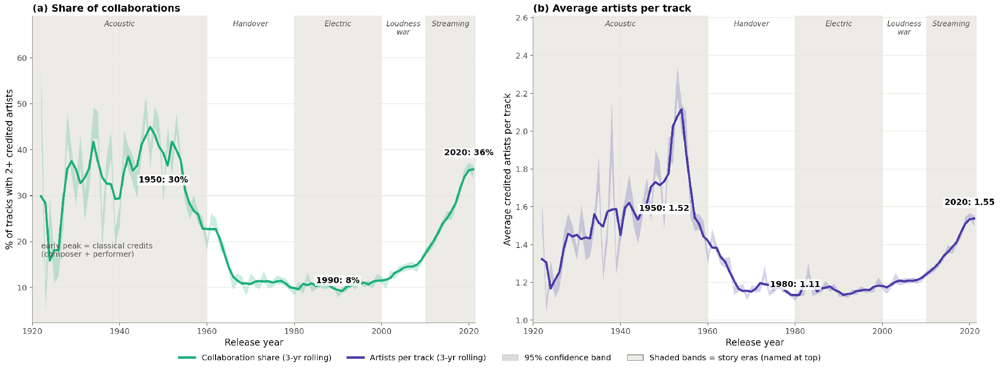 (a) Share of collaborations
Acoustic
Handover
Electric
Loudness
war
Streaming
% of tracks with 2+ credited artists
60
50
40
30
20
10
2020: 36%
1950: 30%
1990: 8%
early peak = classical credits
(composer + performer)
1920
1940
1960
1980
2000
2020
Release year
(b) Average artists per track
Acoustic
Handover
Electric
Loudness
war
Streaming
Average credited artists per track
2.6
2.4
2.2
2.0
1.8
1.6
1.4
1.2
1.0
2020: 1.55
1950: 1.52
1980: 1.11
1920
1940
1960
1980
2000
2020
Release year
Collaboration share (3-yr rolling)
Artists per track (3-yr rolling)
95% confidence band
Shaded bands = story eras (named at top)